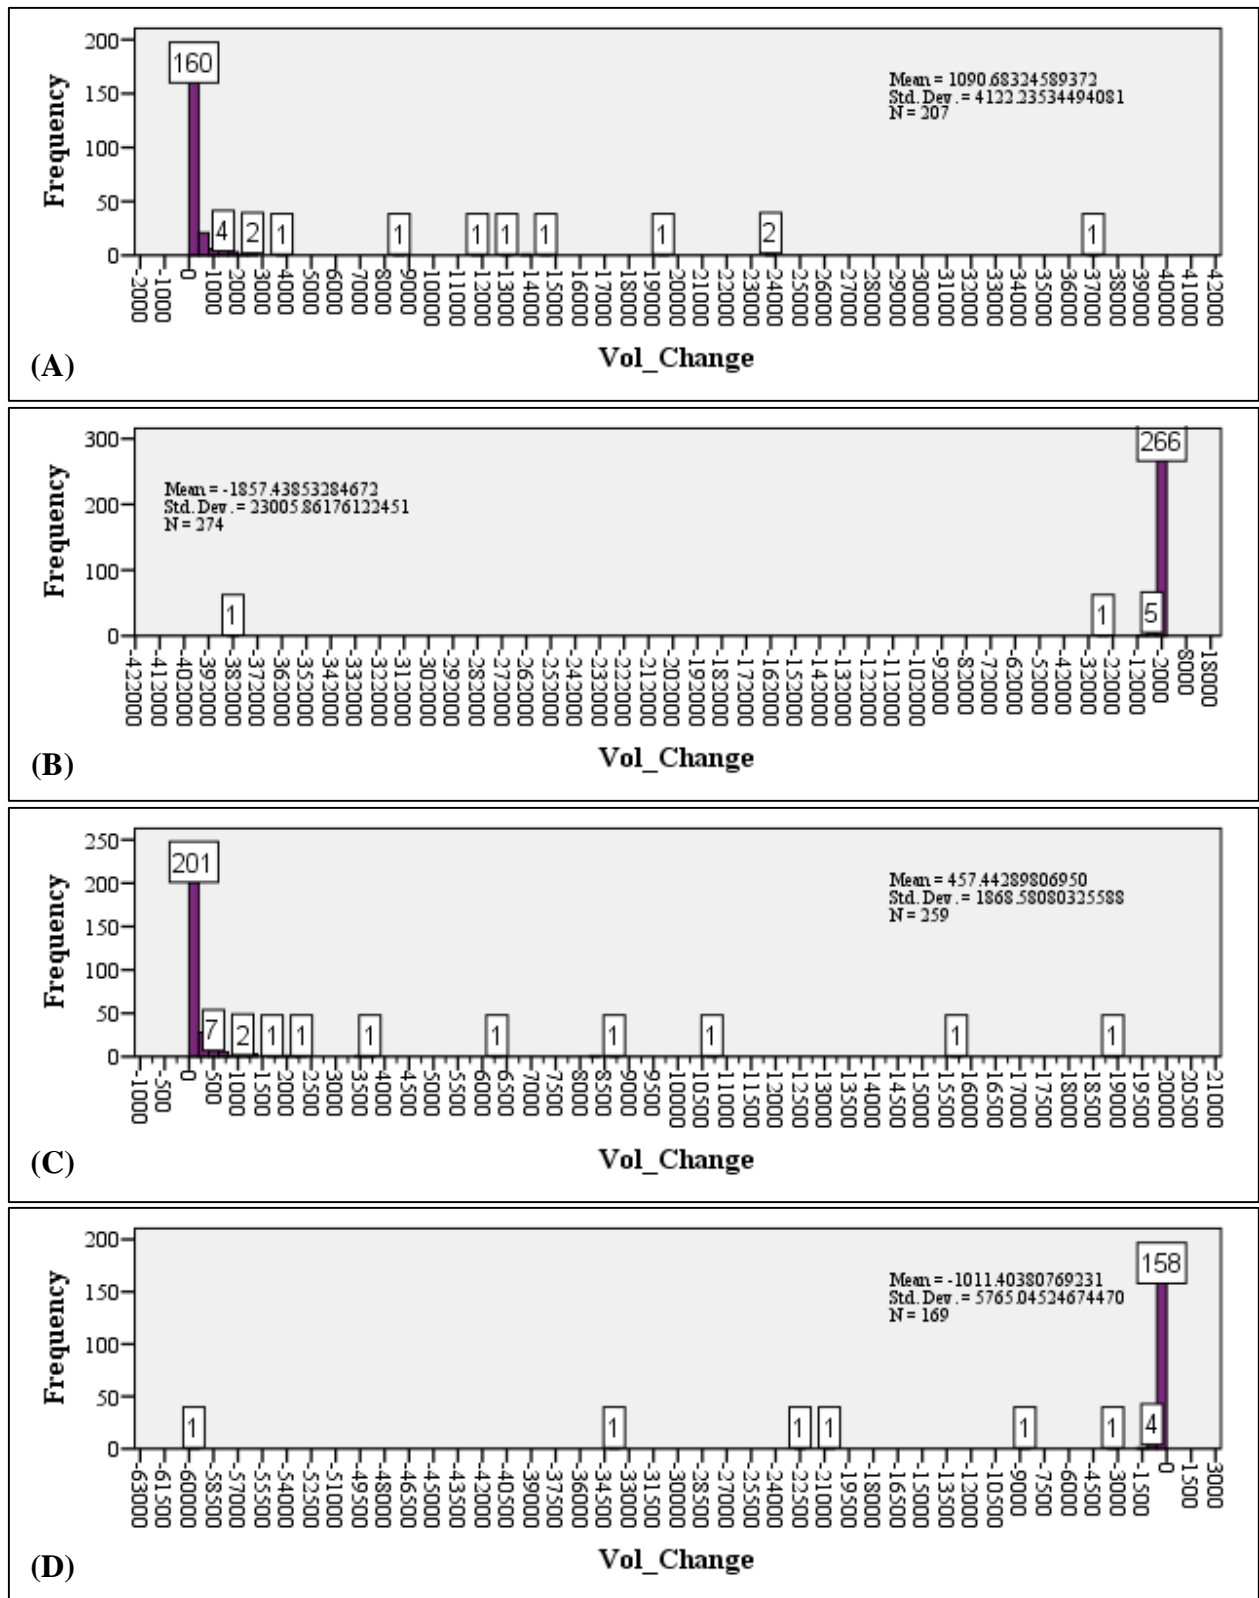 200
150
100
50
0
Frequency
160
4
2
1
1
1
1
1
1
2
1
Mean = 1090.68324589372
Std. Dev. = 4122.23534494081
N = 207
-2000 -1000 0 1000 2000 3000 4000 5000 6000 7000 8000 9000 10000 11000 12000 13000 14000 15000 16000 17000 18000 19000 20000 21000 22000 23000 24000 25000 26000 27000 28000 29000 30000 31000 32000 33000 34000 35000 36000 37000 38000 39000 40000 41000 42000
Vol_Change
(A)
300
200
100
0
Frequency
Mean = -1857.43853284672
Std. Dev. = 23005.86176122451
N = 274
1
1
5
266
-422000 -412000 -402000 -392000 -382000 -372000 -362000 -352000 -342000 -332000 -322000 -312000 -302000 -292000 -282000 -272000 -262000 -252000 -242000 -232000 -222000 -212000 -202000 -192000 -182000 -172000 -162000 -152000 -142000 -132000 -122000 -112000 -102000 -92000 -82000 -72000 -62000 -52000 -42000 -32000 -22000 -12000 -2000 8000 18000
Vol_Change
(B)
250
200
150
100
50
0
Frequency
201
7
2
1
1
1
1
1
1
1
1
Mean = 457.44289806950
Std. Dev. = 1868.58080325588
N = 259
-1000 -500 0 500 1000 1500 2000 2500 3000 3500 4000 4500 5000 5500 6000 6500 7000 7500 8000 8500 9000 9500 10000 10500 11000 11500 12000 12500 13000 13500 14000 14500 15000 15500 16000 16500 17000 17500 18000 18500 19000 19500 20000 20500 21000
Vol_Change
(C)
200
150
100
50
0
Frequency
1
1
1
1
1
1
4
158
Mean = -1011.40380769231
Std. Dev. = 5765.04524674470
N = 169
-63000 -61500 -60000 -58500 -57000 -55500 -54000 -52500 -51000 -49500 -48000 -46500 -45000 -43500 -42000 -40500 -39000 -37500 -36000 -34500 -33000 -31500 -30000 -28500 -27000 -25500 -24000 -22500 -21000 -19500 -18000 -16500 -15000 -13500 -12000 -10500 -9000 -7500 -6000 -4500 -3000 -1500 0 1500 3000
Vol_Change
(D)